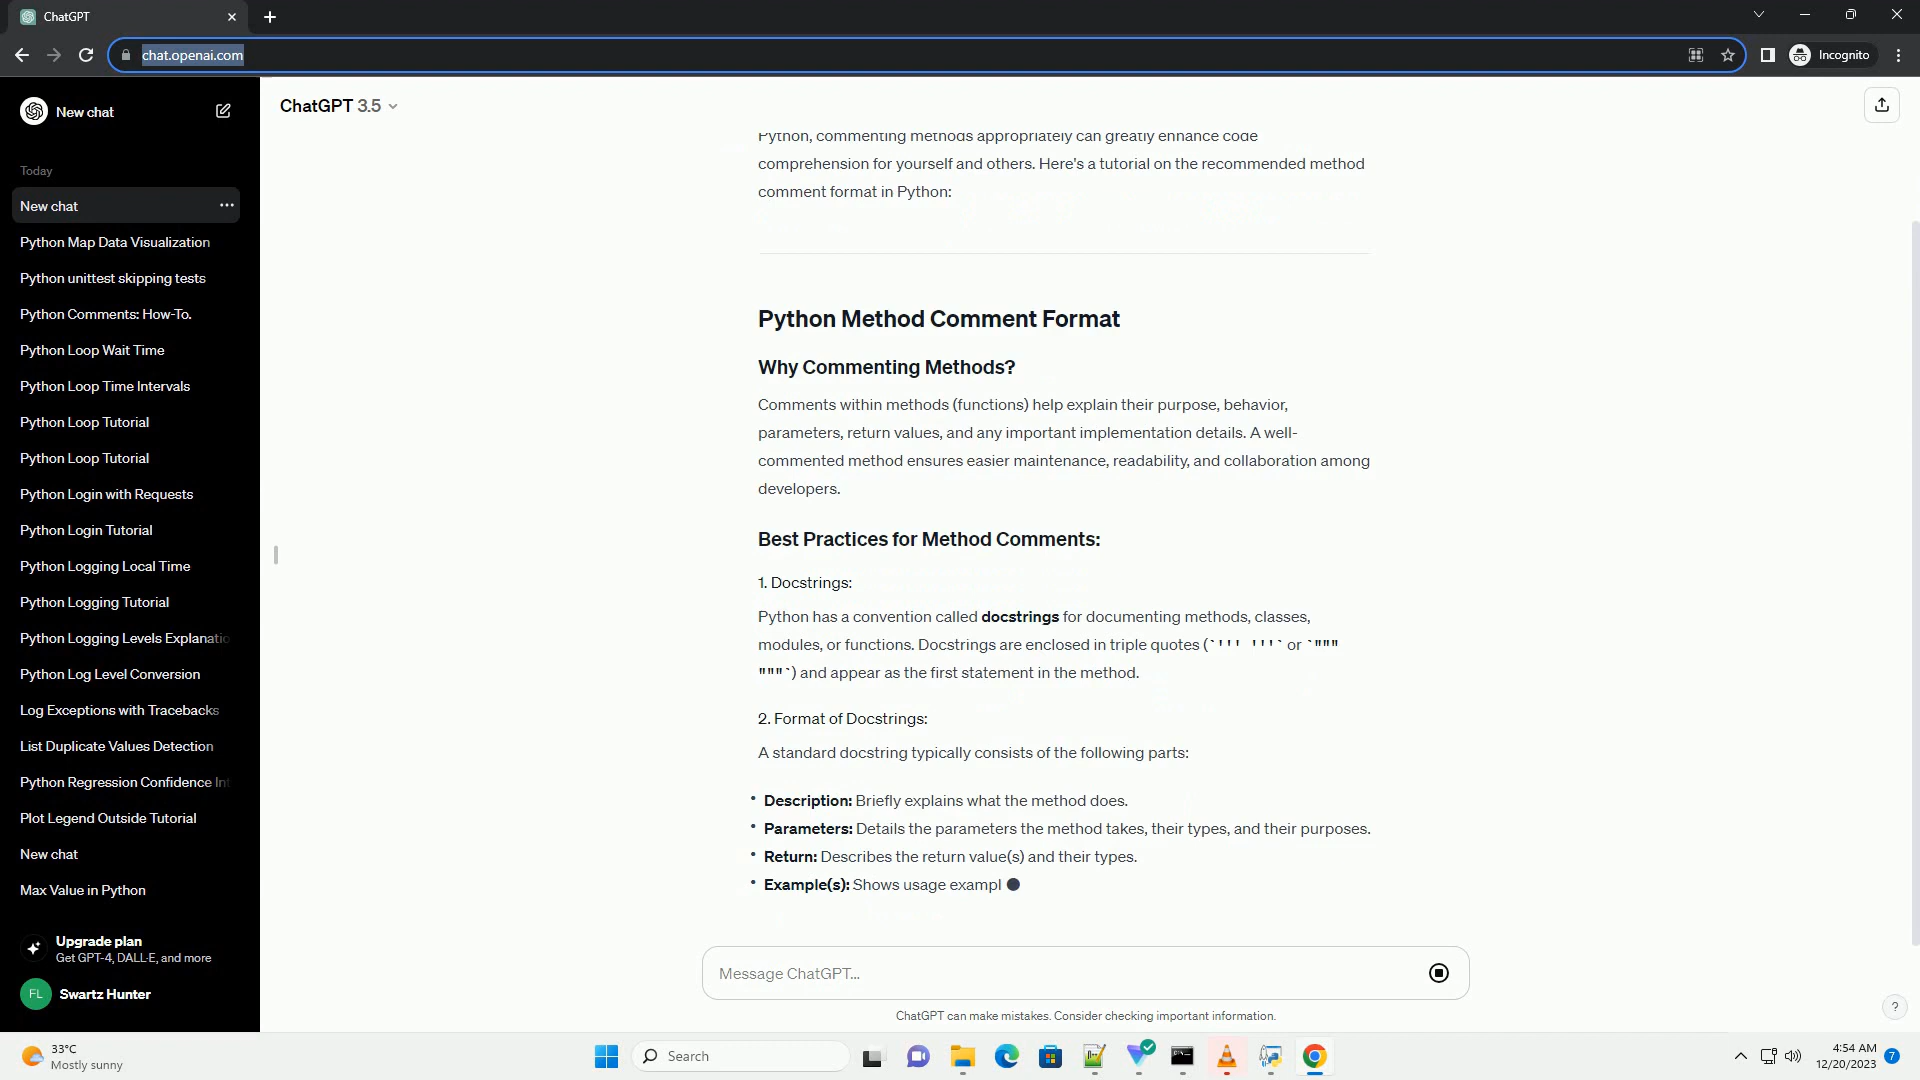 ChatGPT
chat.openai.com
Incognito
New chat
Today
New chat
Python Map Data Visualization
Python unittest skipping tests
Python Comments: How-To.
Python Loop Wait Time
Python Loop Time Intervals
Python Loop Tutorial
Python Loop Tutorial
Python Login with Requests
Python Login Tutorial
Python Logging Local Time
Python Logging Tutorial
Python Logging Levels Explanatio
Python Log Level Conversion
Log Exceptions with Tracebacks
List Duplicate Values Detection
Python Regression Confidence Int
Plot Legend Outside Tutorial
New chat
Max Value in Python
Upgrade plan
Get GPT-4, DALL·E, and more
FL
Swartz Hunter
ChatGPT 3.5
Python, commenting methods appropriately can greatly enhance code
comprehension for yourself and others. Here's a tutorial on the recommended method
comment format in Python:
Python Method Comment Format
Why Commenting Methods?
Comments within methods (functions) help explain their purpose, behavior,
parameters, return values, and any important implementation details. A well-
commented method ensures easier maintenance, readability, and collaboration among
developers.
Best Practices for Method Comments:
1. Docstrings:
Python has a convention called docstrings for documenting methods, classes,
modules, or functions. Docstrings are enclosed in triple quotes (`''' '''` or `"""
"""`) and appear as the first statement in the method.
2. Format of Docstrings:
A standard docstring typically consists of the following parts:
• Description: Briefly explains what the method does.
• Parameters: Details the parameters the method takes, their types, and their purposes.
• Return: Describes the return value(s) and their types.
• Example(s): Shows usage exampl
Message ChatGPT...
ChatGPT can make mistakes. Consider checking important information.
?
33°C
Mostly sunny
Search
4:54 AM
12/20/2023
7